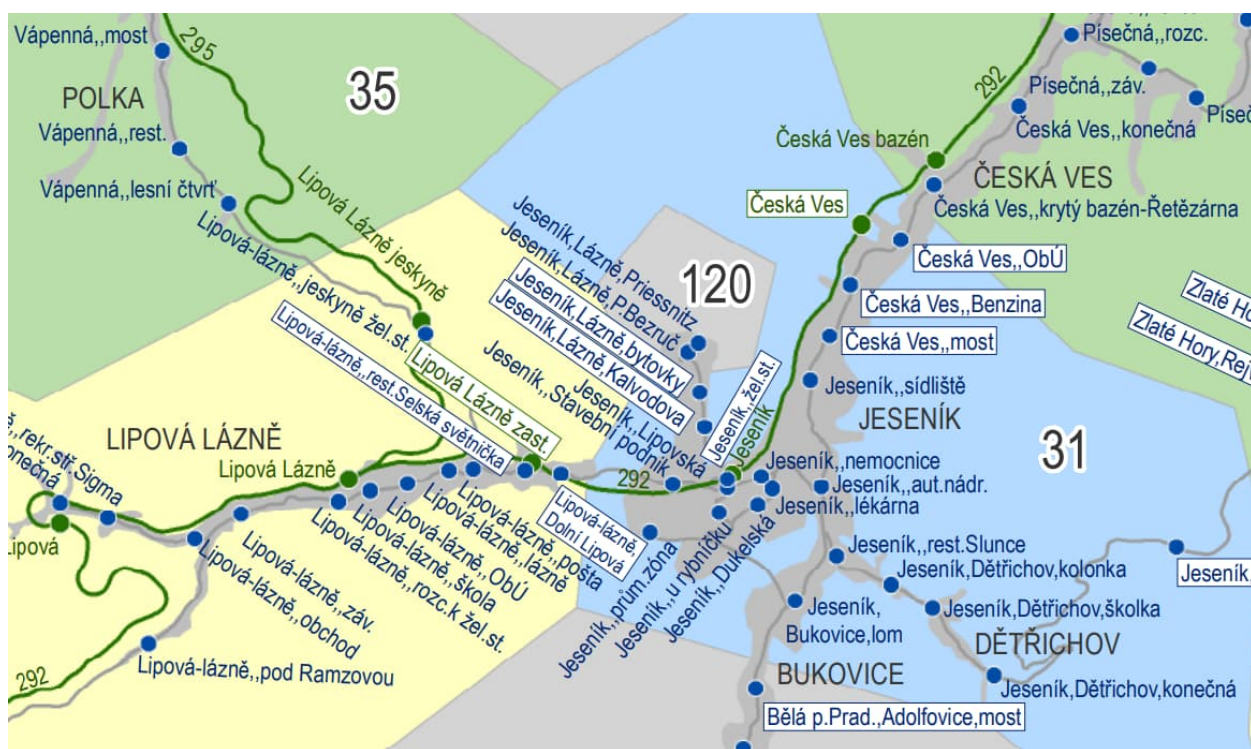 Vápenná,,most
295
35
POLKA
Vápenná,,rest.
Vápenná,,lesní čtvrť
Lipová Lázně jeskyně
Lipová-lázně,,jeskyně žel.st.
Písečná,,rozc.
292
Písečná,,záv.
Česká Ves,,konečná
Česká Ves bazén
ČESKÁ VES
Česká Ves,,krytý bazén-Řetězárna
Česká Ves
Česká Ves,,ObÚ
Česká Ves,,Benzina
Česká Ves,,most
120
Jeseník,Lázně,Priessnitz
Jeseník,Lázně,P.Bezruč
Jeseník,Lázně,bytovky
Jeseník,Lázně,Kalvodova
Jeseník,,Lipovská
Jeseník,,Stavební
podnik
Lipová-lázně,,rest.Selská
světnička
Lipová Lázně zast.
Jeseník,,žel.st.
Jeseník
Jeseník,,sídliště
JESENÍK
31
LIPOVÁ LÁZNĚ
Lipová Lázně
292
rekr.stř.Sigma
konečná
Lipová
Jeseník,,nemocnice
Jeseník,,aut.nádr.
Jeseník,,lékárna
Lipová-lázně,
Dolní Lipová
Lipová-lázně,,pošta
Lipová-lázně,,lázně
Lipová-lázně,,ObÚ
Lipová-lázně,,škola
Lipová-lázně,,rozc.k žel.st.
Lipová-lázně,,záv.
Lipová-lázně,,obchod
Lipová-lázně,,pod Ramzovou
292
Jeseník,,prům.zóna
Jeseník,,u rybníčku
Jeseník,,Dukelská
Jeseník,,rest.Slunce
Jeseník,Dětřichov,kolonka
Jeseník,Dětřichov,školka
DĚTŘICHOV
Jeseník,Dětřichov,konečná
Jeseník,
Bukovice,lom
BUKOVICE
Bělá p.Prad.,Adolfovice,most
Jeseník,
Zlaté
Zlaté Hory,